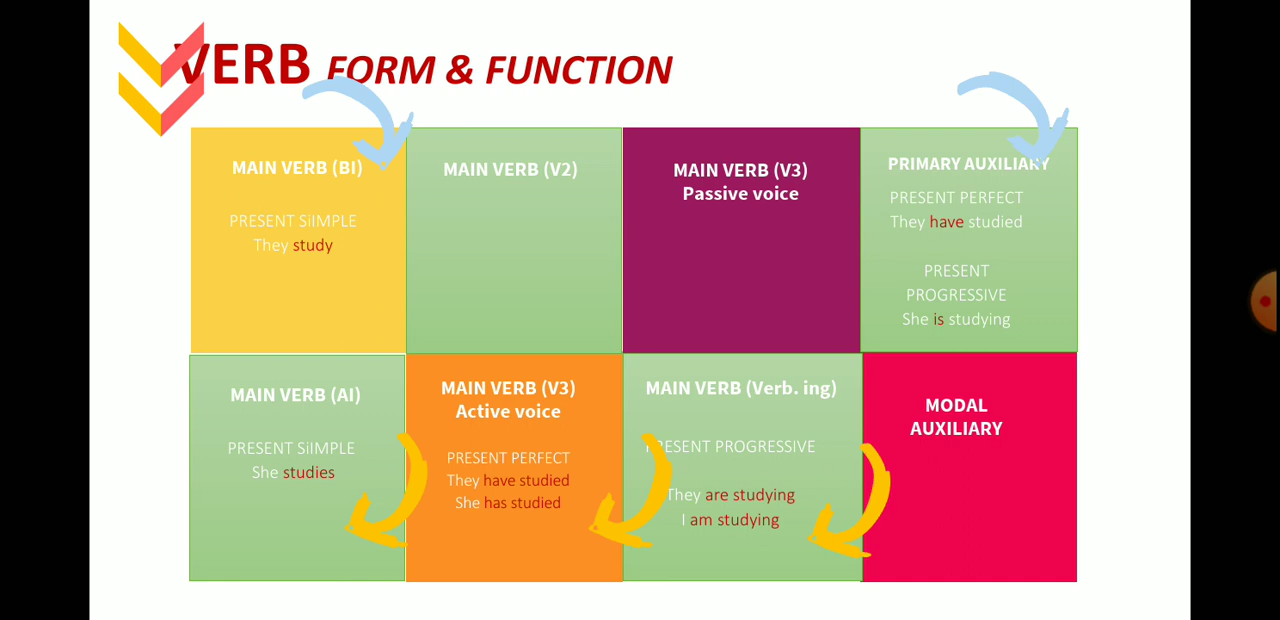 VERB FORM & FUNCTION
MAIN VERB (BI)
PRESENT SiIMPLE
They study
MAIN VERB (V2)
MAIN VERB (V3)
Passive voice
PRIMARY AUXILIARY
PRESENT PERFECT
They have studied
PRESENT
PROGRESSIVE
She is studying
MAIN VERB (AI)
PRESENT SiIMPLE
She studies
MAIN VERB (V3)
Active voice
PRESENT PERFECT
They have studied
She has studied
MAIN VERB (Verb. ing)
PRESENT PROGRESSIVE
They are studying
I am studying
MODAL
AUXILIARY